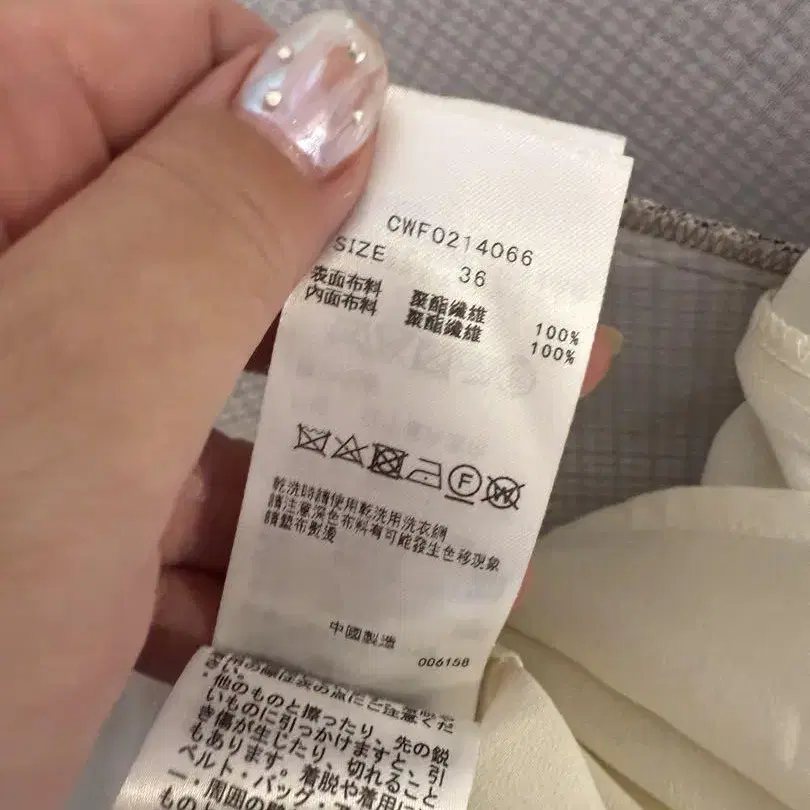 CWF0214066
SIZE 36
表面布料 聚酯纖維 100%
内面布料 聚酯纖維 100%
F W
乾洗時請使用乾洗用洗衣網
請注意深色布料有可能發生色移現象
請墊布熨燙
中國製造
006158
さい。
・他のものと擦ったり、先の鋭
いものに引っかけますと、引
き傷が生じたり、切れること
もあります。着脱や着用に
ベルト・バッグ・